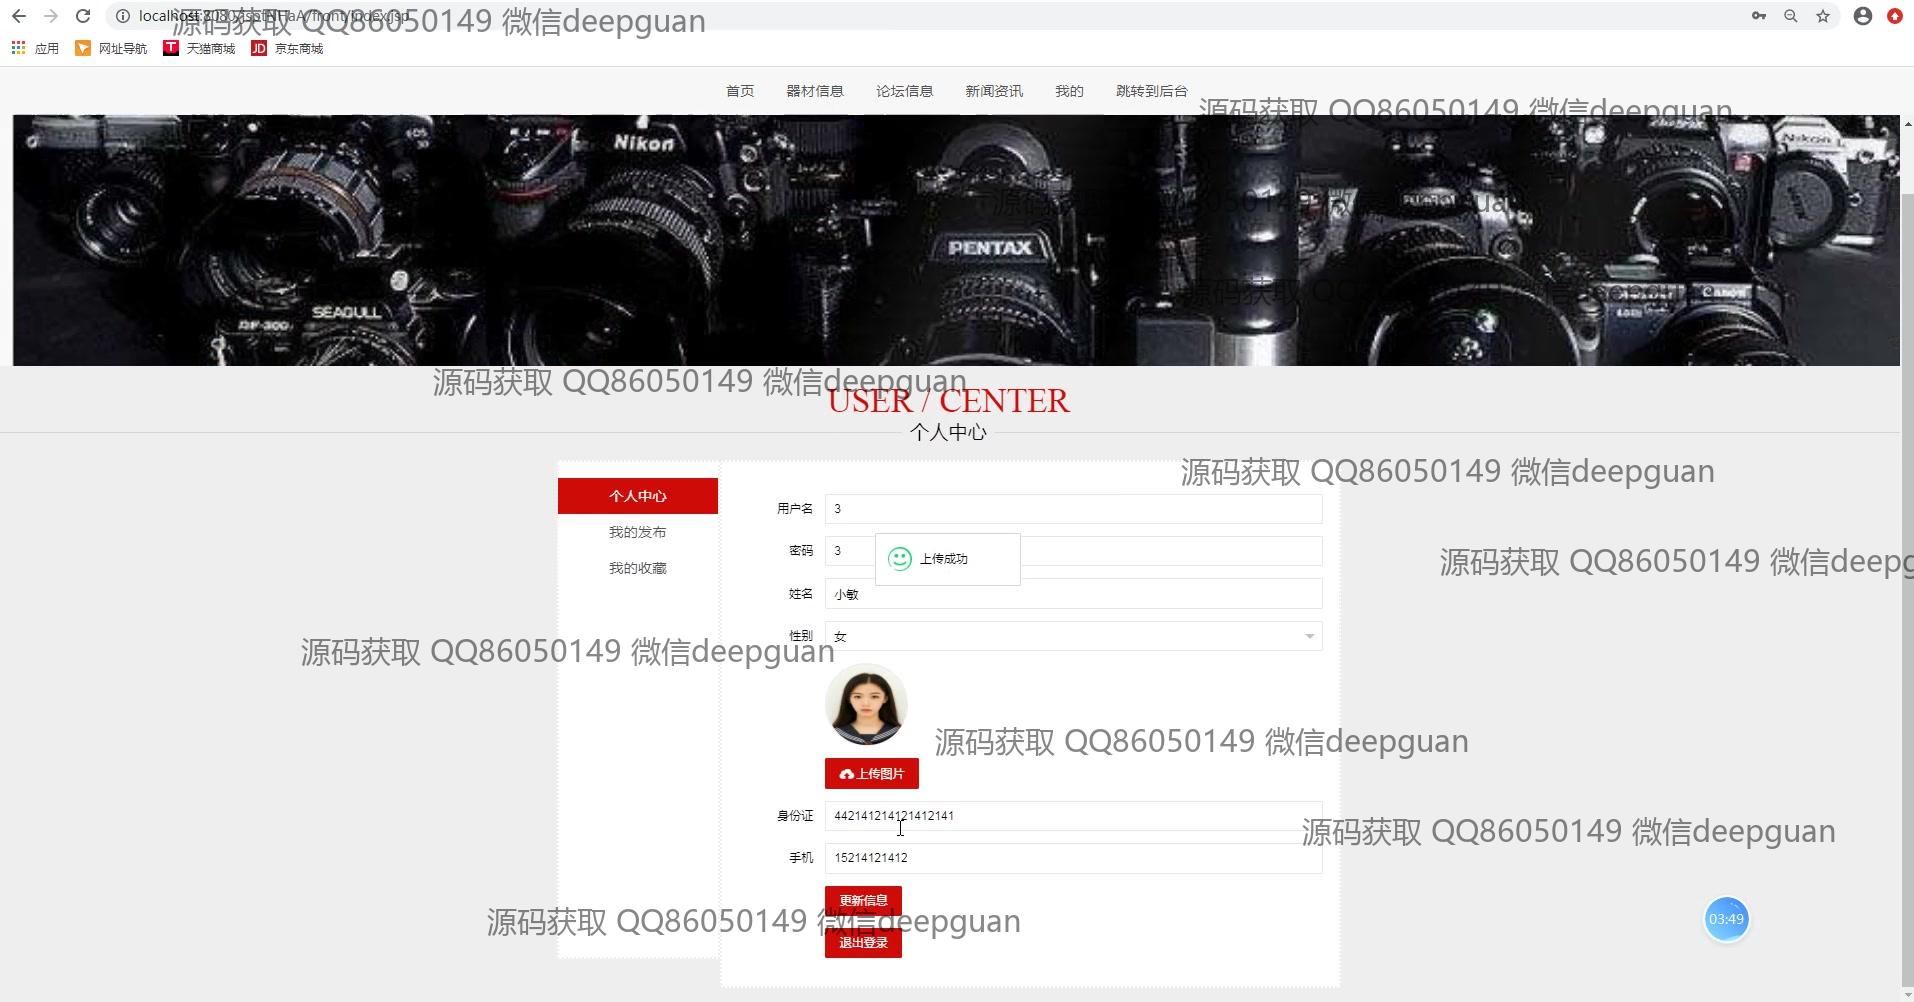 localhost:8080/jsptNHaA/front/index.jsp
源码获取 QQ86050149 微信deepguan
应用 网址导航 天猫商城 京东商城
首页 器材信息 论坛信息 新闻资讯 我的 跳转到后台
源码获取 QQ86050149 微信deepguan
Nikon
Nikon
PENTAX
SEAGULL
DF-300
Canon
源码获取 QQ86050149 微信deepguan
USER / CENTER
个人中心
源码获取 QQ86050149 微信deepguan
个人中心
我的发布
我的收藏
用户名 3
密码 3
上传成功
源码获取 QQ86050149 微信deepg
姓名 小敏
性别 女
源码获取 QQ86050149 微信deepguan
源码获取 QQ86050149 微信deepguan
上传图片
身份证 442141214121412141
源码获取 QQ86050149 微信deepguan
手机 15214121412
更新信息
源码获取 QQ86050149 微信deepguan
03:49
退出登录